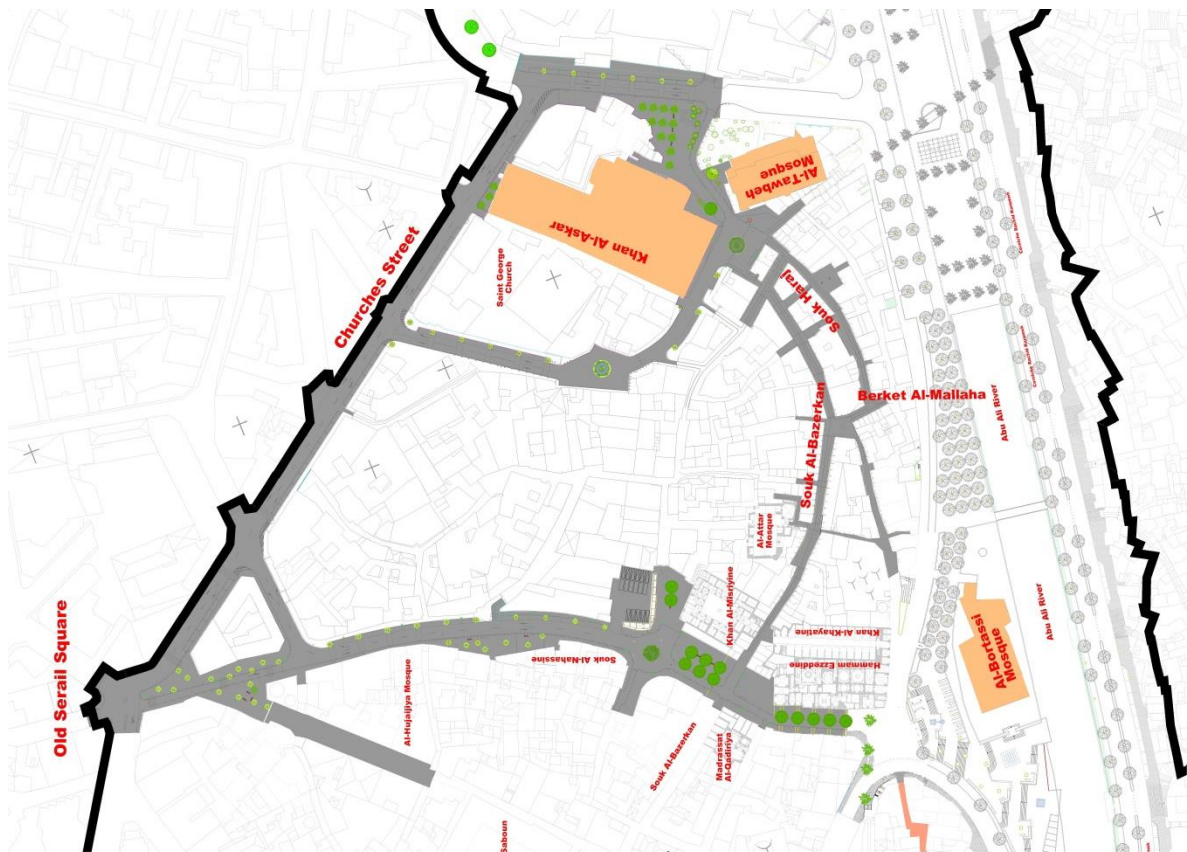 Al-Tawbeh
Mosque
Khan Al-Askar
Churches Street
Saint George
Church
Souk Haraj
Berket Al-Mallaha
Abu Ali River
Souk Al-Bazerkan
Al-Attar
Mosque
Khan Al-Misriyine
Khan Al-Khayatine
Hammam Ezzeddine
Al-Bortassi
Mosque
Abu Ali River
Old Serail Square
Souk Al-Nahassine
Al-Hujaijiya Mosque
Souk Al-Bazerkan
Madrassat
Al-Qadiriya
Saboun